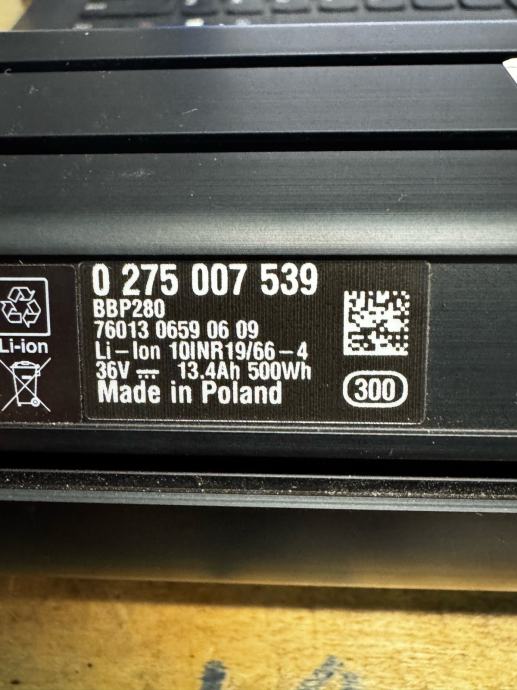 Li-ion
0 275 007 539
BBP280
76013 0659 06 09
Li-Ion 10INR19/66-4
36V ⎓ 13.4Ah 500Wh
Made in Poland
300